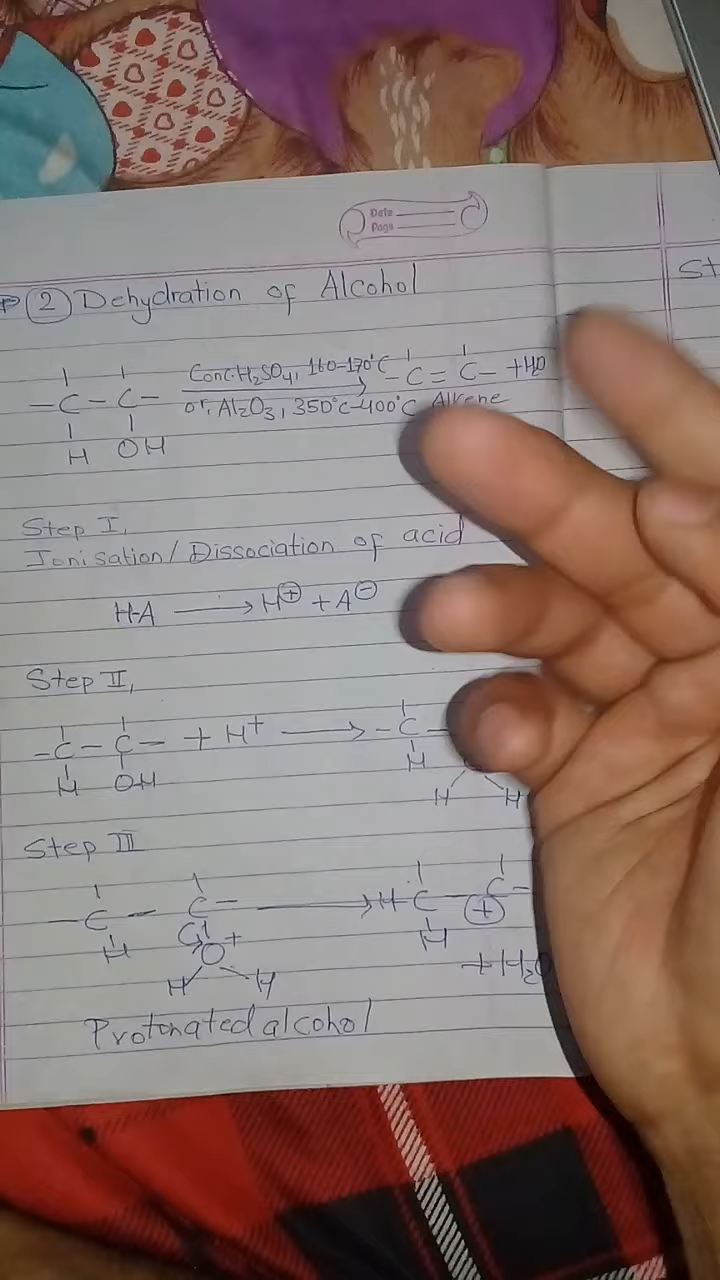 Date
Page
② Dehydration of Alcohol
St
Conc. H₂SO₄, 160-170°C
-C-C- → -C=C- +H₂O
or, Al₂O₃, 350°C-400°C Alkene
H OH
Step I,
Ionisation/Dissociation of acid
H-A → H⊕ + A⊖
Step II,
-C-C- + H⁺ → -C-
H OH H
H H
Step III
-C-C- → H-C-C-
H O⁺ H ⊕
H H + H₂O
Protonated alcohol